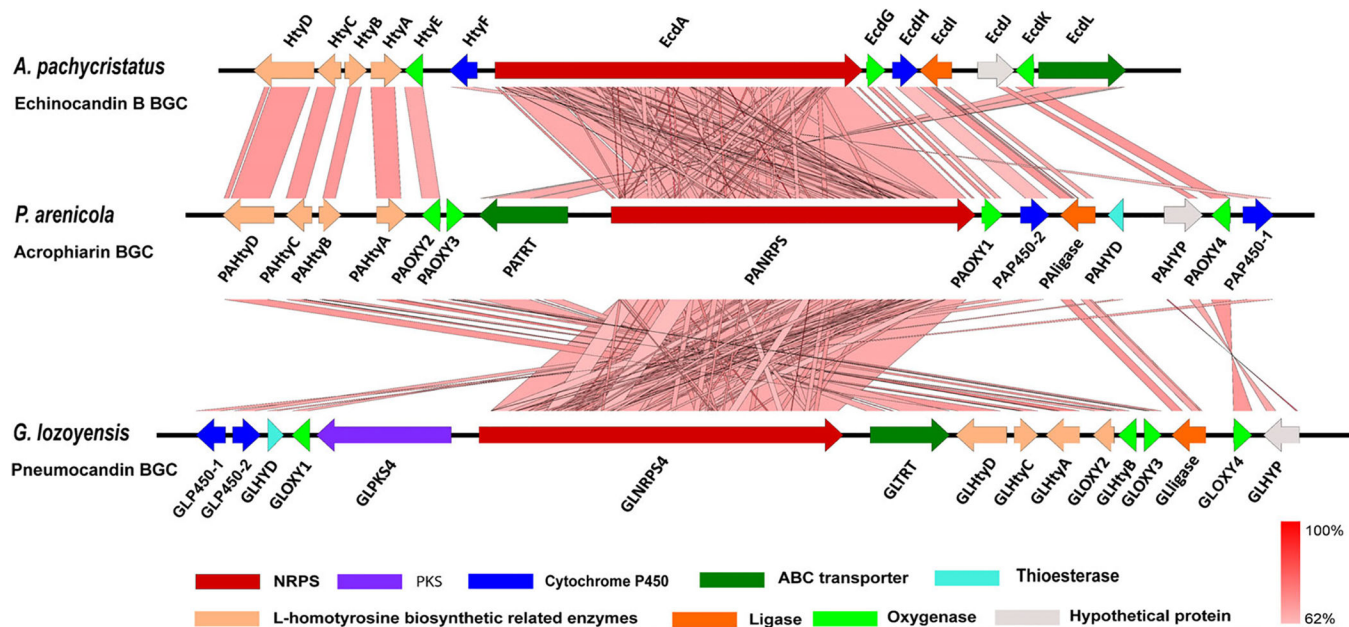 HtyD HtyC HtyB HtyA HtyE HtyF EcdA EcdG EcdH EcdI EcdJ EcdK EcdL
A. pachycristatus
Echinocandin B BGC
P. arenicola
Acrophiarin BGC
PAHtyD PAHtyC PAHtyB PAHtyA PAOXY2 PAOXY3 PATRT PANRPS PAOXY1 PAP450-2 PAligase PAHYD PAHYP PAOXY4 PAP450-1
G. lozoyensis
Pneumocandin BGC
GLP450-1 GLP450-2 GLHYD GLOXY1 GLPKS4 GLNRPS4 GLTRT GLHtyD GLHtyC GLHtyA GLOXY2 GLHtyB GLOXY3 GLligase GLOXY4 GLHYP
100%
62%
NRPS PKS Cytochrome P450 ABC transporter Thioesterase
L-homotyrosine biosynthetic related enzymes Ligase Oxygenase Hypothetical protein